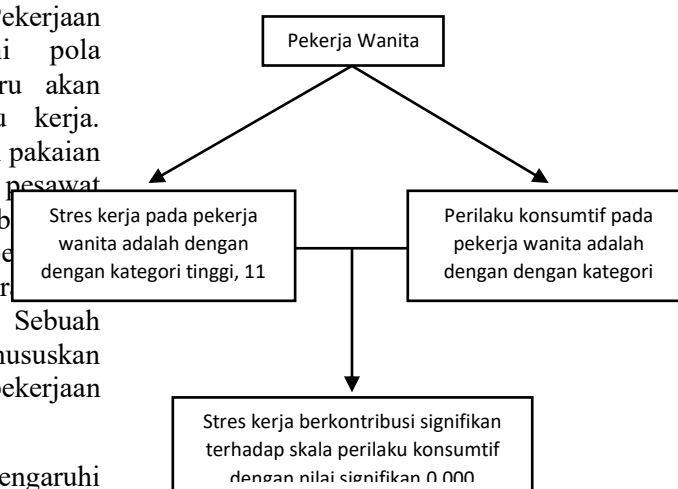 Pekerjaan
pola
akan
kerja.
pakaian
pesawat
Sebuah
pekerjaan
Pekerja Wanita
Stres kerja pada pekerja
wanita adalah dengan
dengan kategori tinggi, 11
Perilaku konsumtif pada
pekerja wanita adalah
dengan dengan kategori
Stres kerja berkontribusi signifikan
terhadap skala perilaku konsumtif
dengan nilai signifikan 0,000